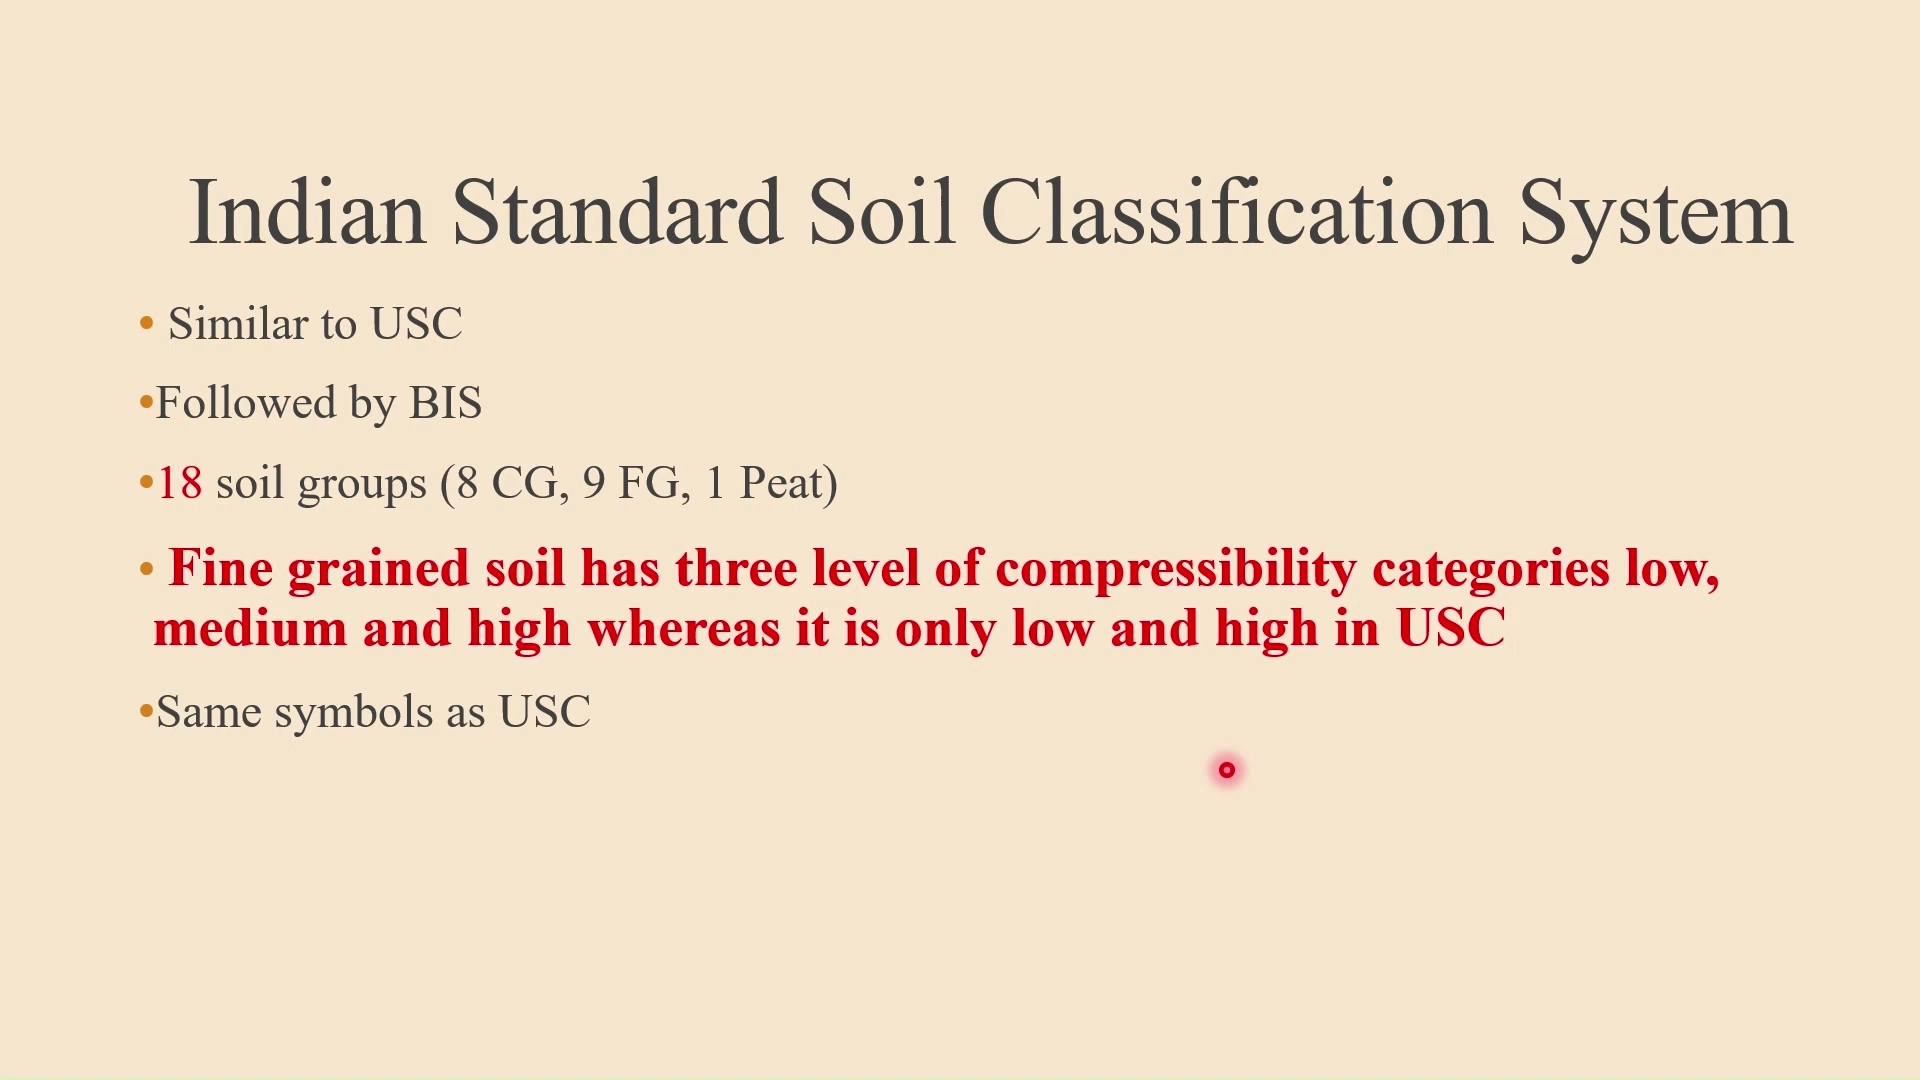 Indian Standard Soil Classification System
• Similar to USC
•Followed by BIS
•18 soil groups (8 CG, 9 FG, 1 Peat)
• Fine grained soil has three level of compressibility categories low,
medium and high whereas it is only low and high in USC
•Same symbols as USC